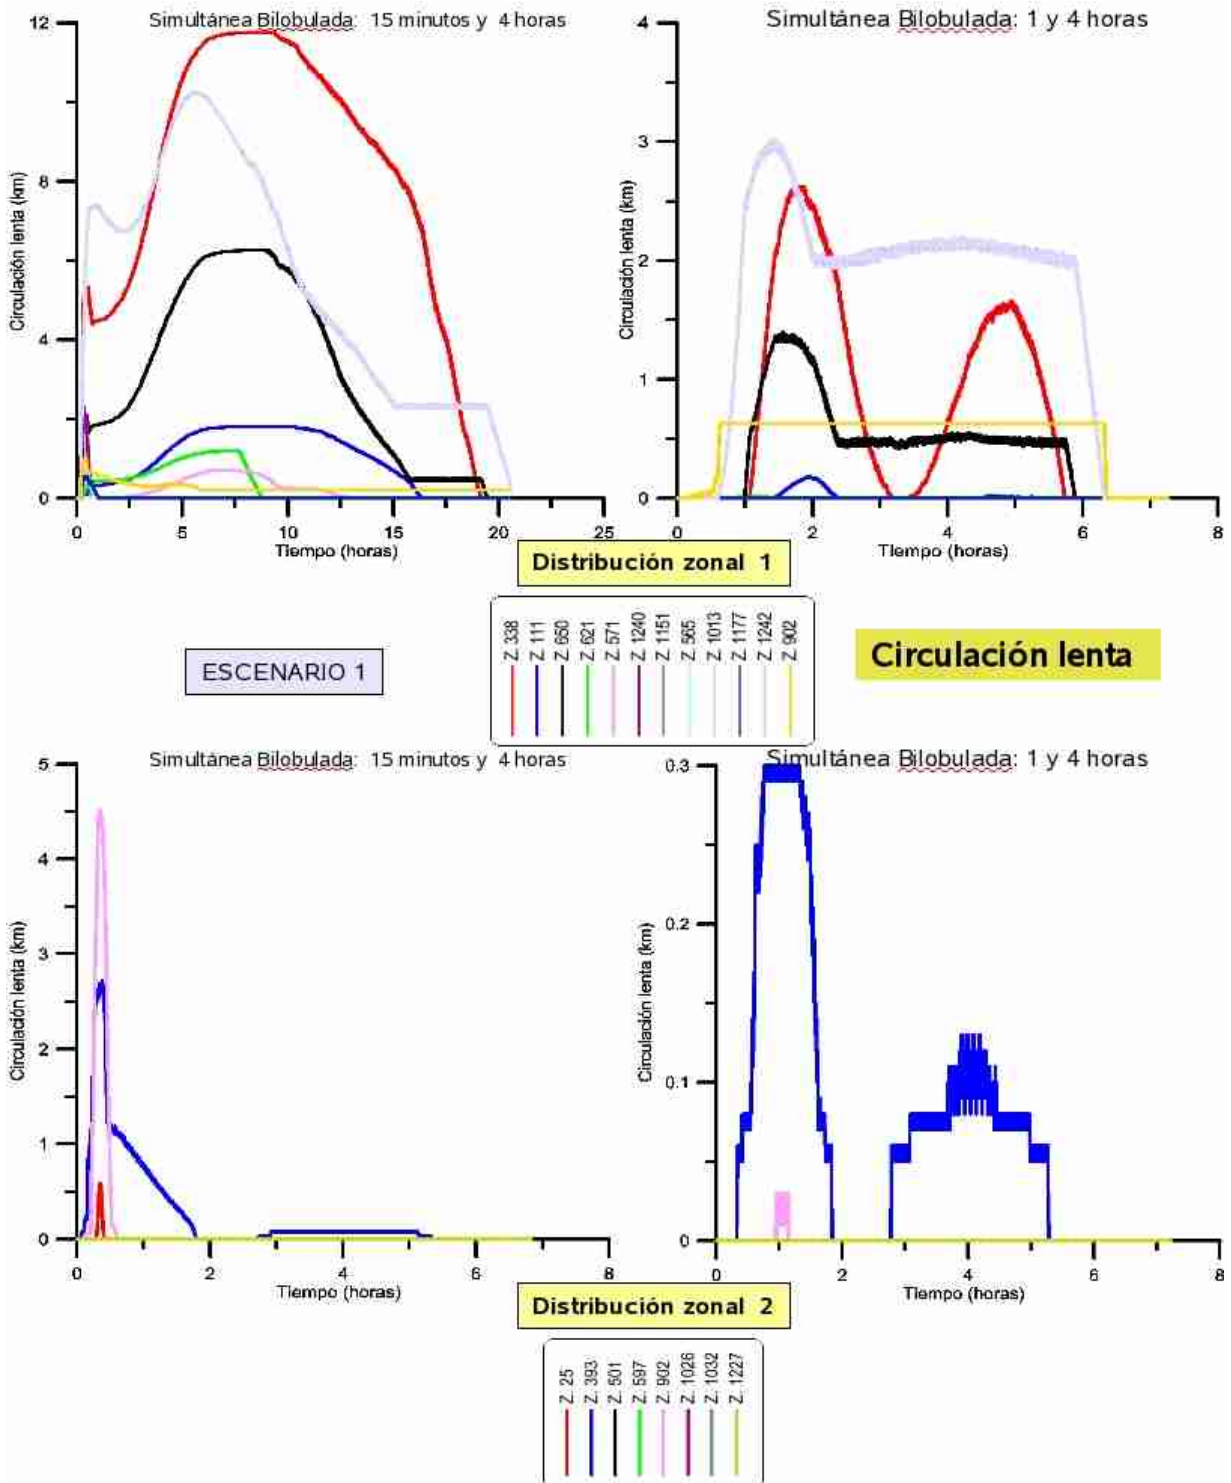 Simultánea Bilobulada: 15 minutos y 4 horas
Simultánea Bilobulada: 1 y 4 horas
12
8
4
0
Circulación lenta (km)
0 5 10 15 20 25
Tiempo (horas)
4
3
2
1
0
Circulación lenta (km)
0 2 4 6 8
Tiempo (horas)
Distribución zonal 1
Z. 338
Z. 111
Z. 650
Z. 621
Z. 571
Z. 1240
Z. 1151
Z. 565
Z. 1013
Z. 1177
Z. 1242
Z. 902
ESCENARIO 1
Circulación lenta
Simultánea Bilobulada: 15 minutos y 4 horas
Simultánea Bilobulada: 1 y 4 horas
5
4
3
2
1
0
Circulación lenta (km)
0 2 4 6 8
Tiempo (horas)
0.3
0.2
0.1
0
Circulación lenta (km)
0 2 4 6 8
Tiempo (horas)
Distribución zonal 2
Z. 25
Z. 393
Z. 501
Z. 597
Z. 902
Z. 1026
Z. 1032
Z. 1227